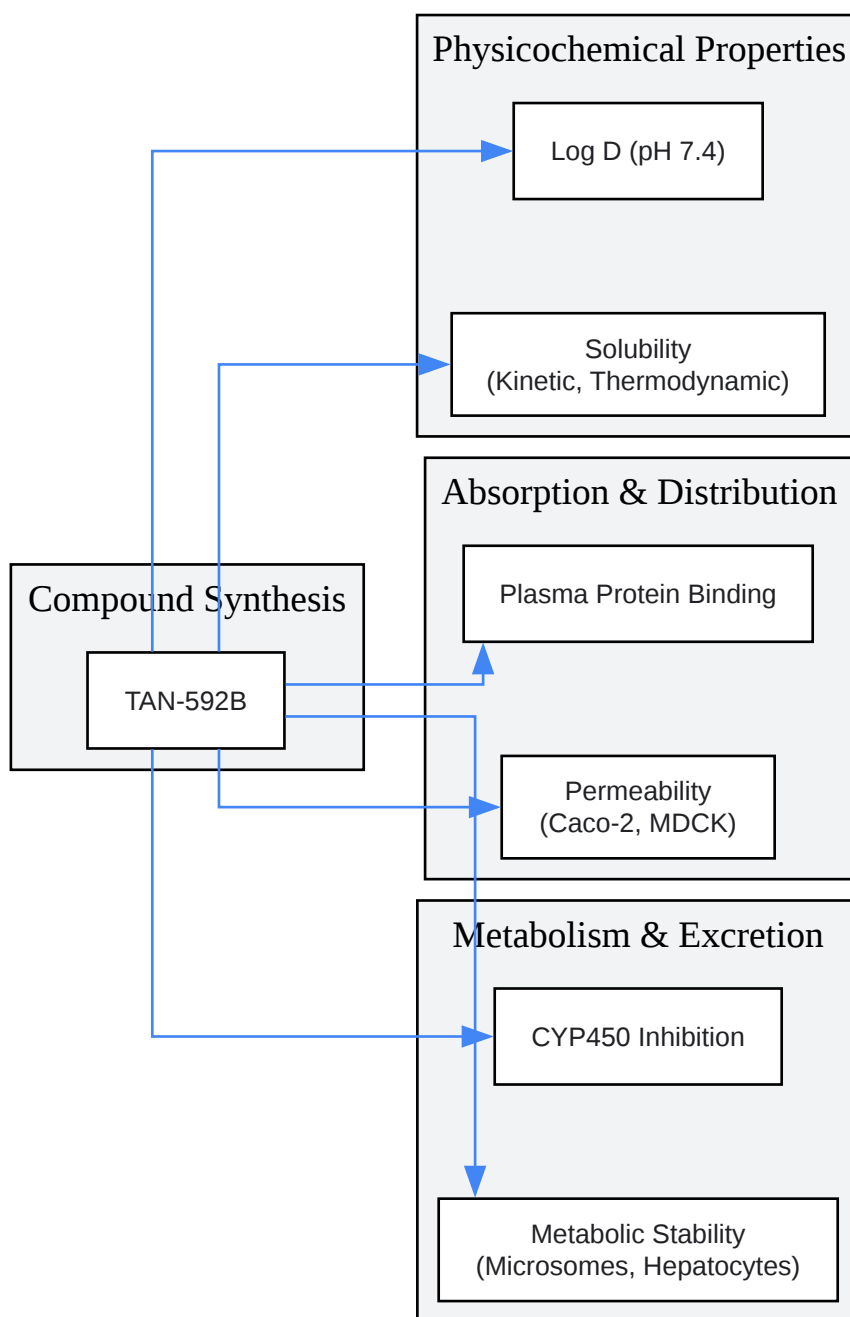 Physicochemical Properties
Log D (pH 7.4)
Solubility
(Kinetic, Thermodynamic)
Absorption & Distribution
Plasma Protein Binding
Compound Synthesis
TAN-592B
Permeability
(Caco-2, MDCK)
Metabolism & Excretion
CYP450 Inhibition
Metabolic Stability
(Microsomes, Hepatocytes)